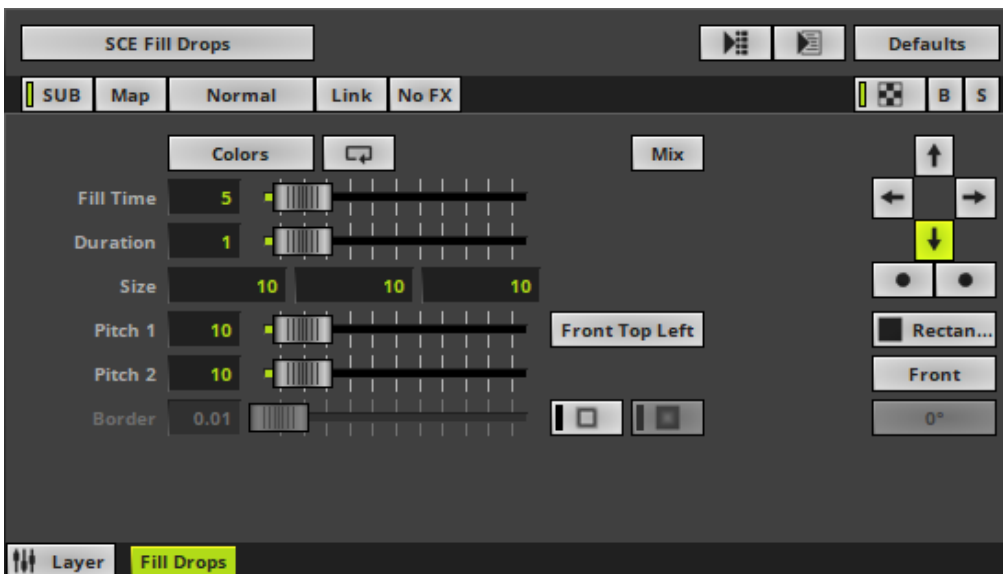 SCE Fill Drops Defaults
SUB Map Normal Link No FX B S
Colors Mix
Fill Time 5
Duration 1
Size 10 10 10
Pitch 1 10 Front Top Left Rectan...
Pitch 2 10 Front
Border 0.01 0°
Layer Fill Drops